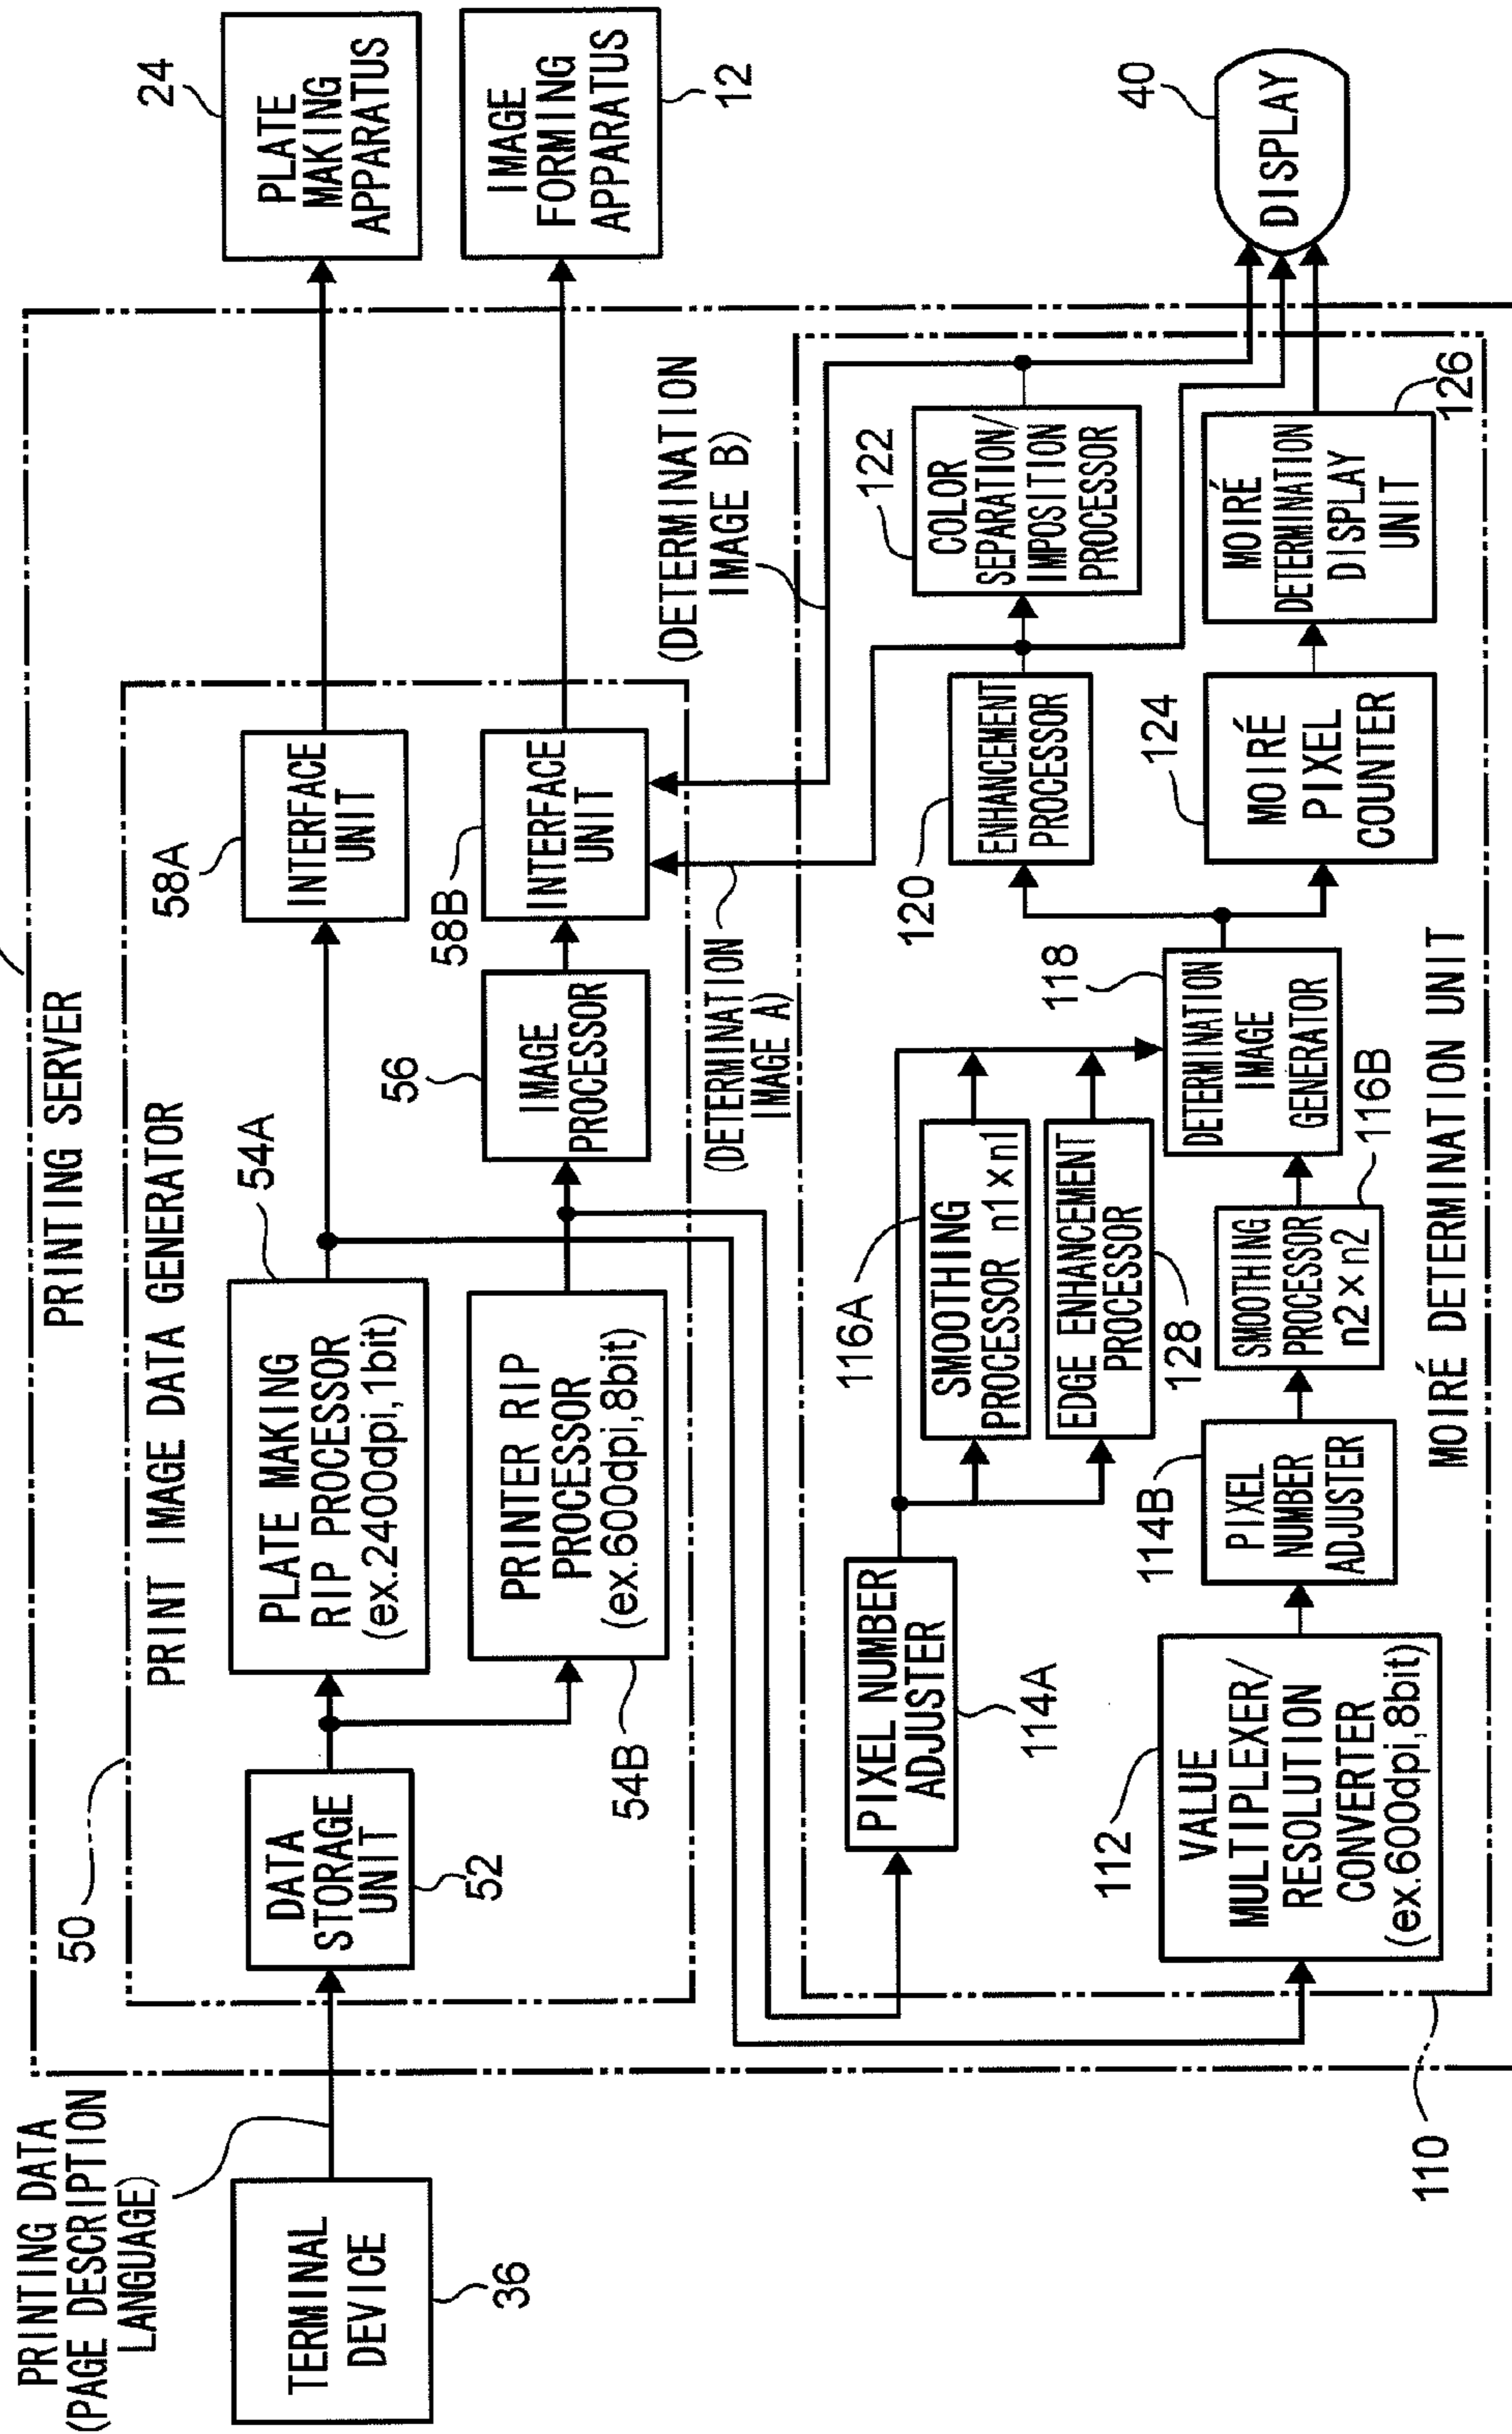 PRINTING SERVER
PRINTING DATA
(PAGE DESCRIPTION
LANGUAGE)
TERMINAL
DEVICE
36
50
PRINT IMAGE DATA GENERATOR
DATA
STORAGE
UNIT
52
PLATE MAKING
RIP PROCESSOR
(ex.2400dpi,1bit)
54A
PRINTER RIP
PROCESSOR
(ex.600dpi,8bit)
54B
IMAGE
PROCESSOR
56
INTERFACE
UNIT
58A
INTERFACE
UNIT
58B
PLATE
MAKING
APPARATUS
24
IMAGE
FORMING
APPARATUS
12
(DETERMINATION
IMAGE A)
(DETERMINATION
IMAGE B)
PIXEL NUMBER
ADJUSTER
114A
116A
SMOOTHING
PROCESSOR n1×n1
EDGE ENHANCEMENT
PROCESSOR
128
VALUE
MULTIPLEXER/
RESOLUTION
CONVERTER
(ex.600dpi,8bit)
112
PIXEL
NUMBER
ADJUSTER
114B
SMOOTHING
PROCESSOR
n2×n2
116B
DETERMINATION
IMAGE
GENERATOR
118
ENHANCEMENT
PROCESSOR
120
COLOR
SEPARATION/
IMPOSITION
PROCESSOR
122
MOIRÉ
PIXEL
COUNTER
124
MOIRÉ
DETERMINATION
DISPLAY
UNIT
126
DISPLAY
40
MOIRÉ DETERMINATION UNIT
110